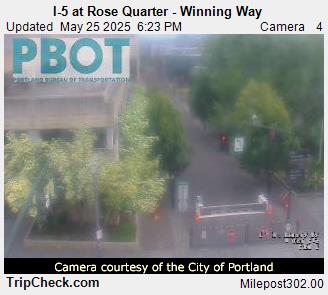 I-5 at Rose Quarter - Winning Way
Updated May 25 2025 6:23 PM Camera 4
PBOT
PORTLAND BUREAU OF TRANSPORTATION
Camera courtesy of the City of Portland
TripCheck.com Milepost302.00